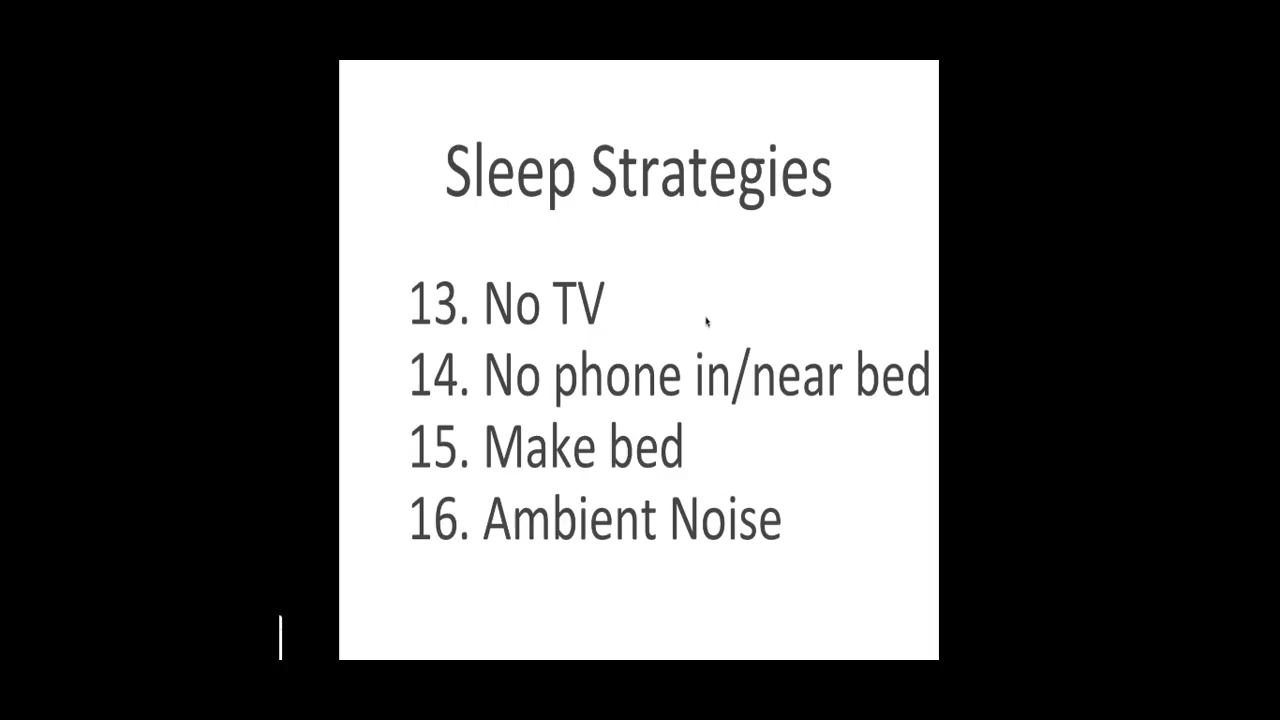 Sleep Strategies
13. No TV
14. No phone in/near bed
15. Make bed
16. Ambient Noise